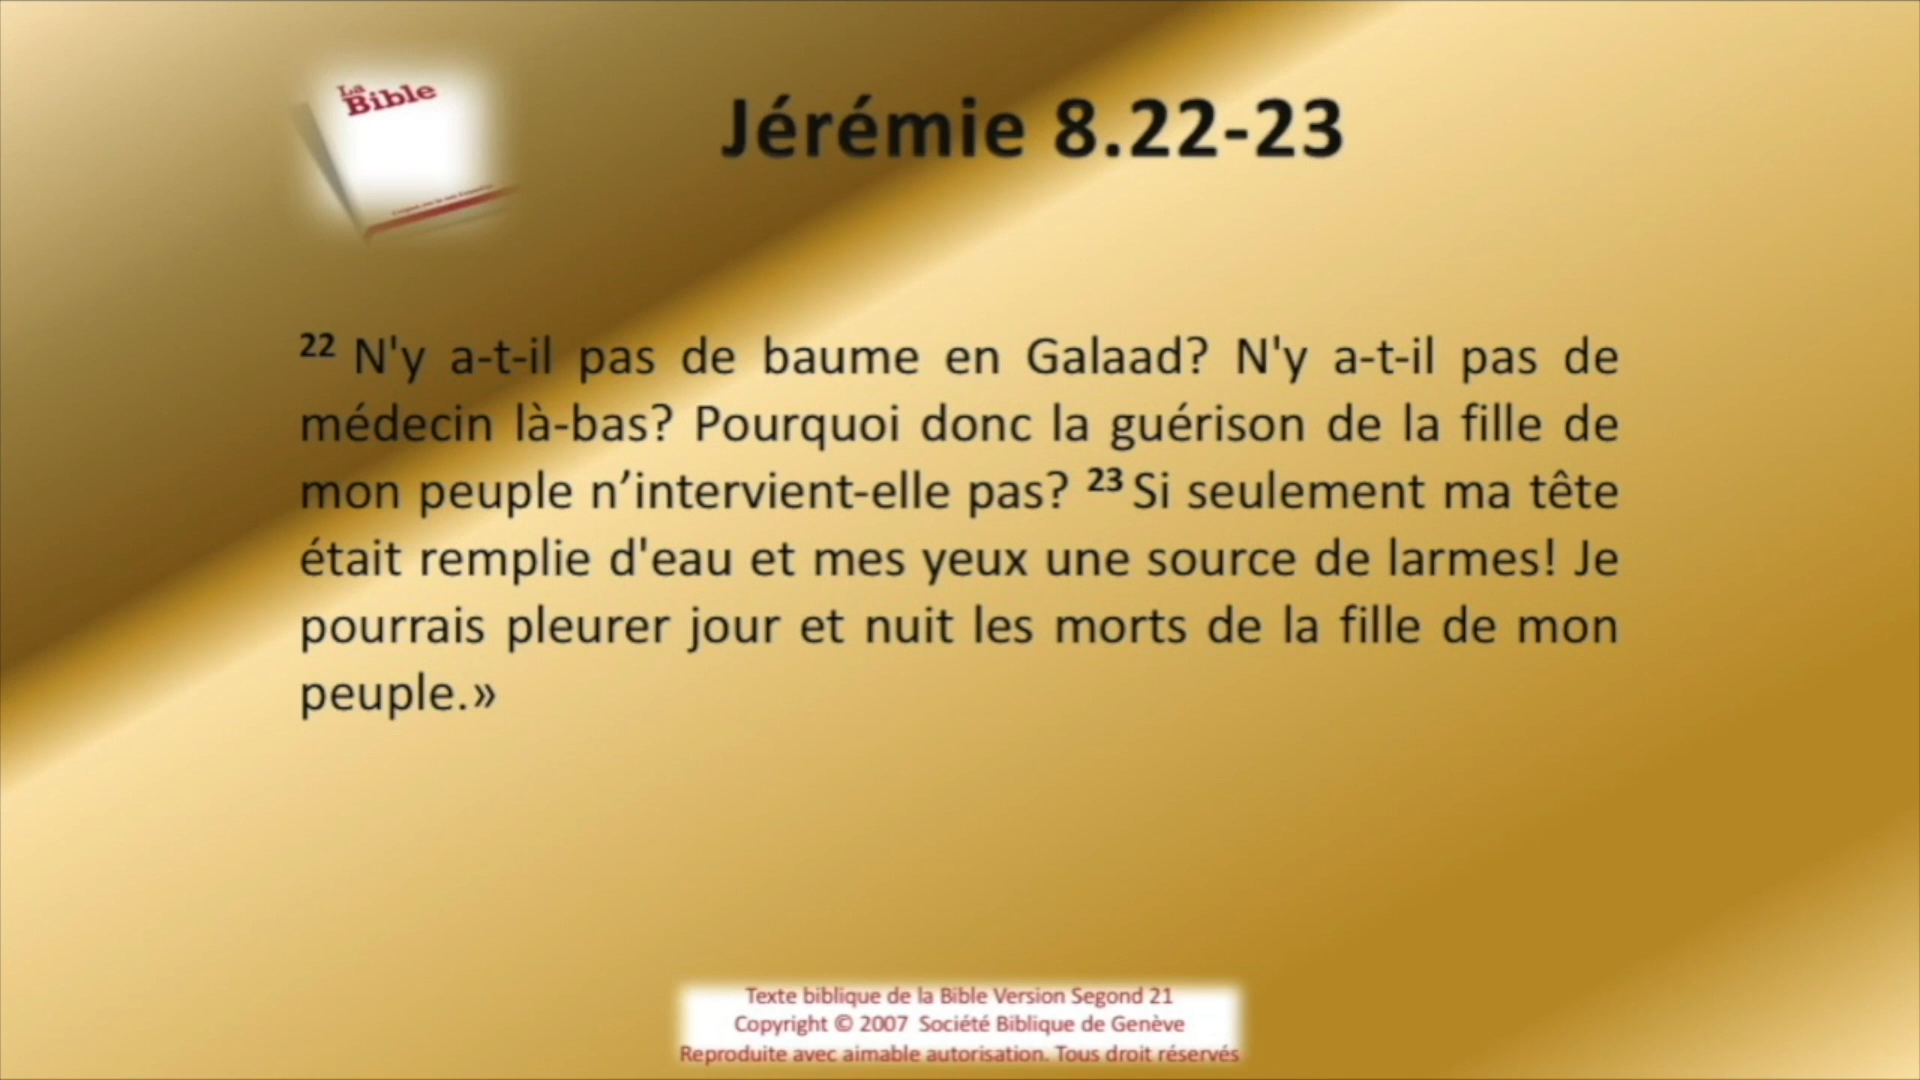 La
Bible
Jérémie 8.22-23
22 N'y a-t-il pas de baume en Galaad? N'y a-t-il pas de
médecin là-bas? Pourquoi donc la guérison de la fille de
mon peuple n’intervient-elle pas? 23 Si seulement ma tête
était remplie d'eau et mes yeux une source de larmes! Je
pourrais pleurer jour et nuit les morts de la fille de mon
peuple.»
Texte biblique de la Bible Version Segond 21
Copyright © 2007 Société Biblique de Genève
Reproduite avec aimable autorisation. Tous droit réservés